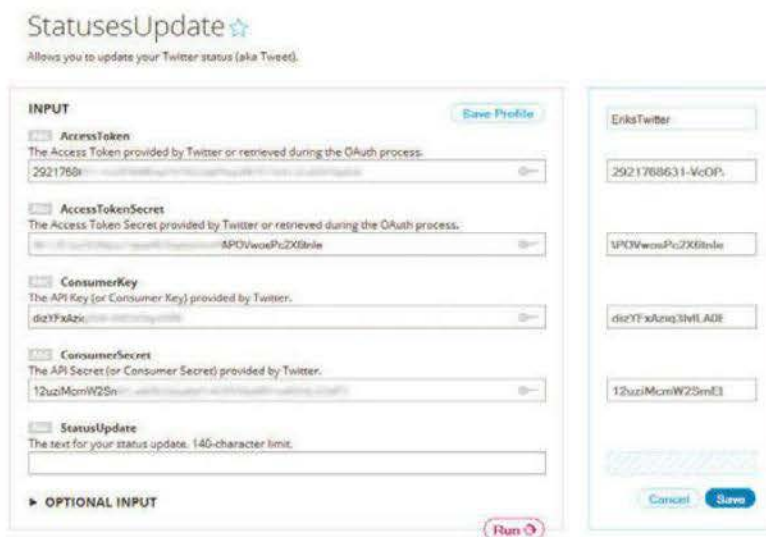 StatusesUpdate
Allows you to update your Twitter status (aka Tweet).
INPUT
Save Profile
AccessToken
The Access Token provided by Twitter or retrieved during the OAuth process.
2921768
AccessTokenSecret
The Access Token Secret provided by Twitter or retrieved during the OAuth process.
ConsumerKey
The API Key (or Consumer Key) provided by Twitter.
ConsumerSecret
The API Secret (or Consumer Secret) provided by Twitter.
12uziMcmW2Sn
StatusUpdate
The text for your status update. 140-character limit.
► OPTIONAL INPUT
Run
EriksTwitter
Cancel
Save